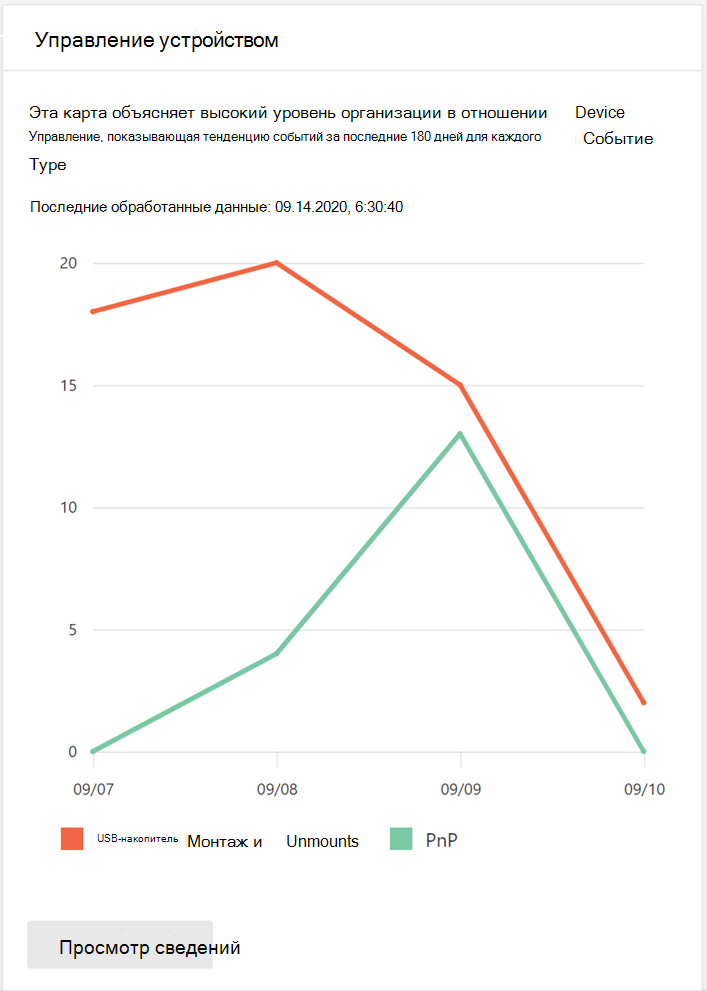 Управление устройством
Эта карта объясняет высокий уровень организации в отношении Device
Управление, показывающая тенденцию событий за последние 180 дней для каждого Событие
Type
Последние обработанные данные: 09.14.2020, 6:30:40
20
15
10
5
0
09/07 09/08 09/09 09/10
USB-накопитель Монтаж и Unmounts PnP
Просмотр сведений